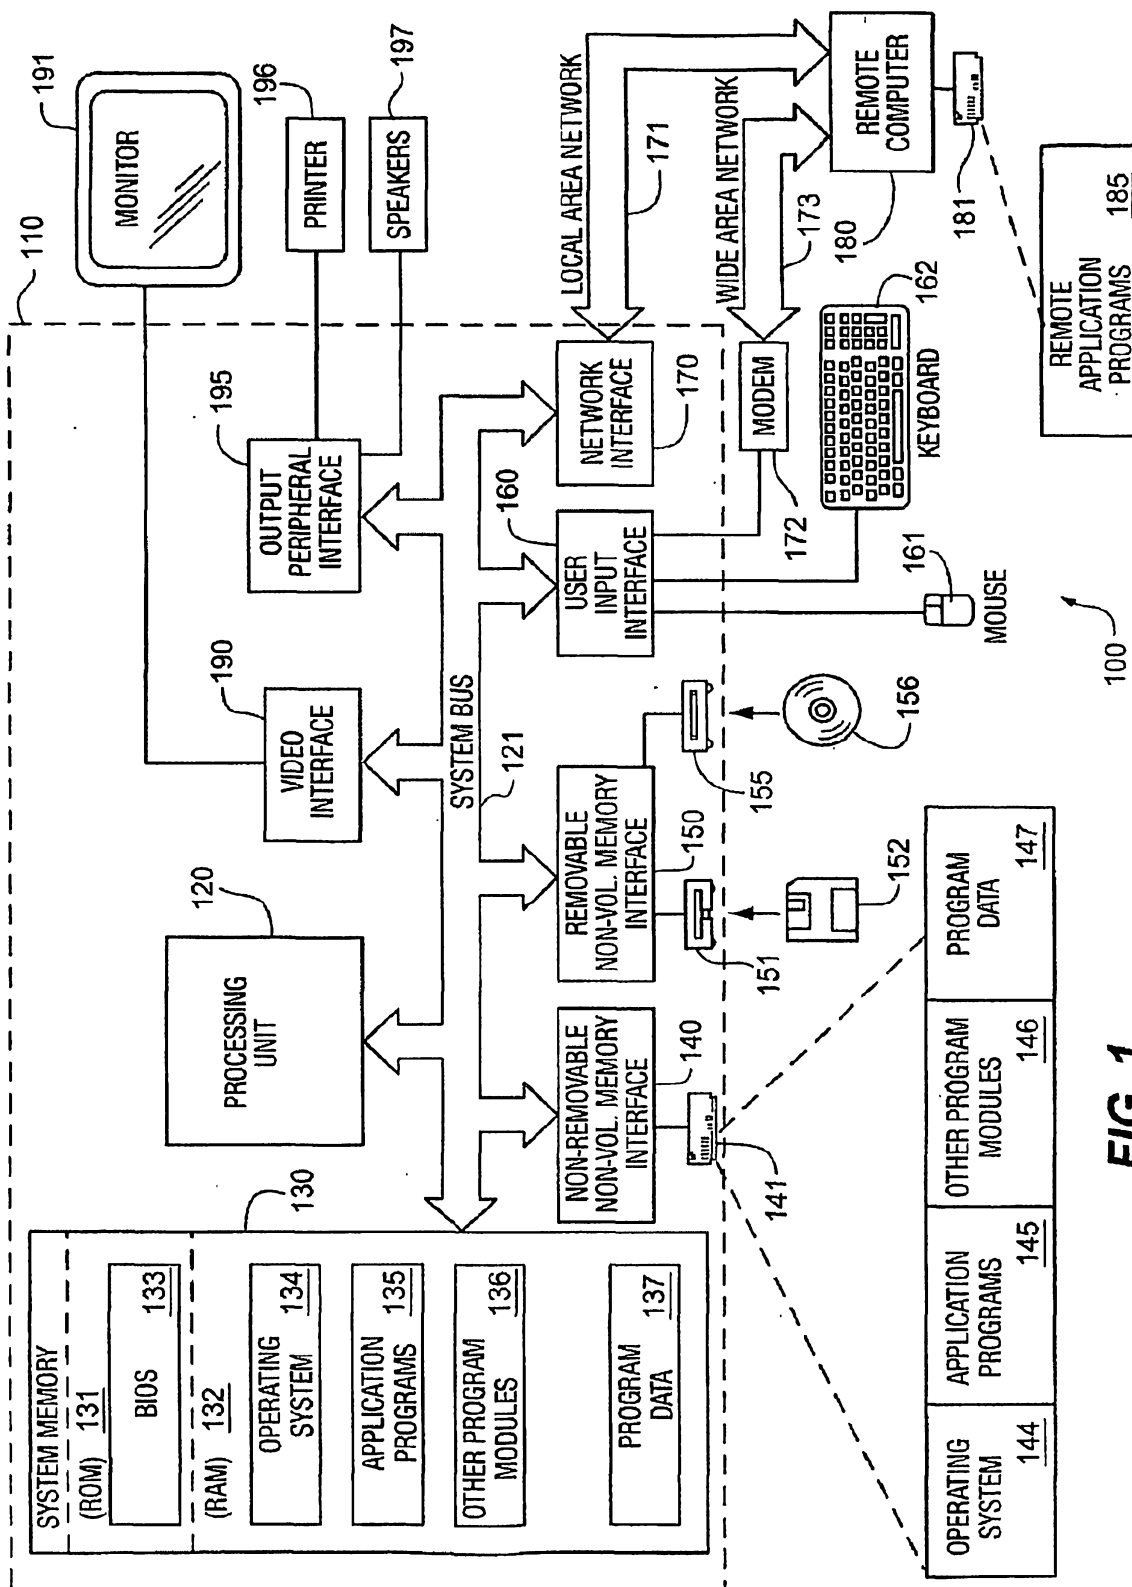 SYSTEM MEMORY
(ROM) 131
BIOS
133
(RAM) 132
OPERATING
SYSTEM
134
APPLICATION
PROGRAMS
135
OTHER PROGRAM
MODULES
136
PROGRAM
DATA
137
130
PROCESSING
UNIT
120
VIDEO
INTERFACE
190
OUTPUT
PERIPHERAL
INTERFACE
195
110
MONITOR
191
PRINTER
196
SPEAKERS
197
SYSTEM BUS
121
NON-REMOVABLE
NON-VOL. MEMORY
INTERFACE
140
REMOVABLE
NON-VOL. MEMORY
INTERFACE
150
USER
INPUT
INTERFACE
160
NETWORK
INTERFACE
170
LOCAL AREA NETWORK
171
WIDE AREA NETWORK
173
MODEM
172
REMOTE
COMPUTER
180
181
141
151
152
155
156
MOUSE
161
KEYBOARD
162
REMOTE
APPLICATION
PROGRAMS
185
OPERATING
SYSTEM
144
APPLICATION
PROGRAMS
145
OTHER PROGRAM
MODULES
146
PROGRAM
DATA
147
100
FIG. 1